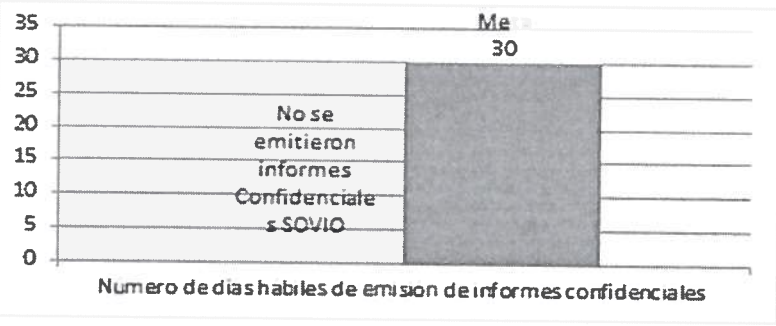 35
30
25
20
15
10
5
0
Me
30
No se
emitieron
informes
Confidenciale
s SOVIO
Numero de dias habiles de emision de informes confidenciales